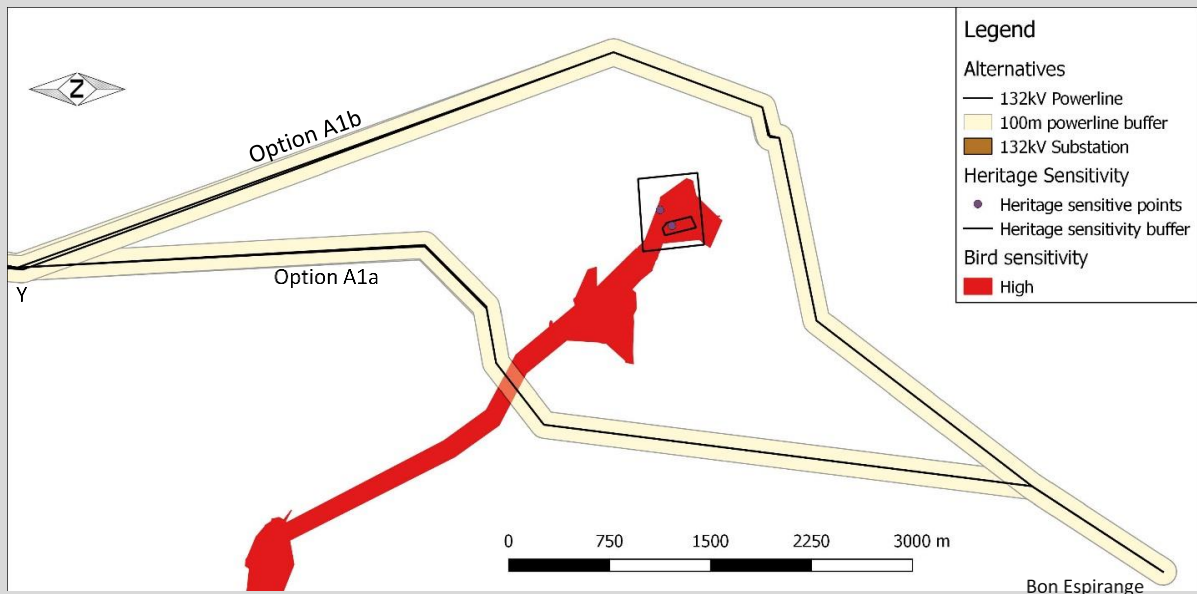 Legend
Alternatives
132kV Powerline
100m powerline buffer
132kV Substation
Heritage Sensitivity
Heritage sensitive points
Heritage sensitivity buffer
Bird sensitivity
High
N
Option A1b
Option A1a
Y
0 750 1500 2250 3000 m
Bon Espirange